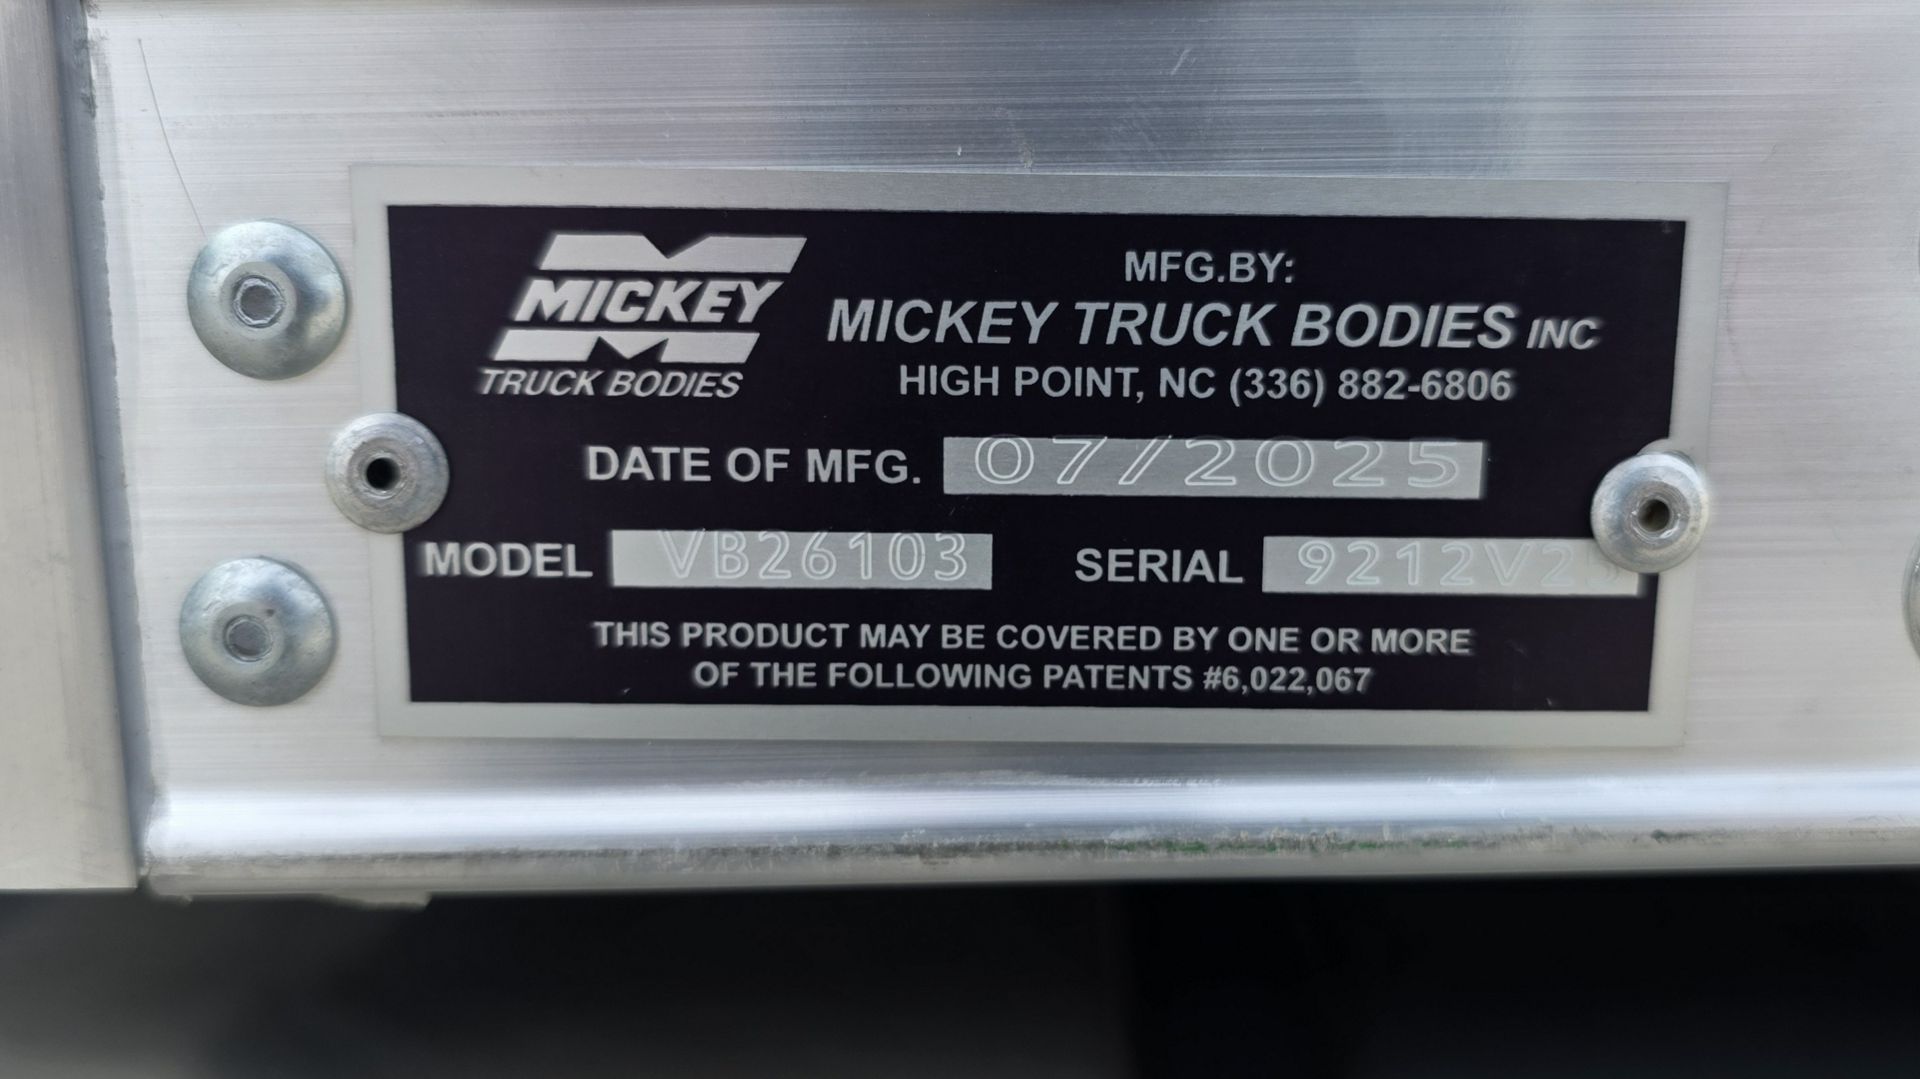 MICKEY
TRUCK BODIES
MFG.BY:
MICKEY TRUCK BODIES INC
HIGH POINT, NC (336) 882-6806
DATE OF MFG. 07/2025
MODEL VB26103 SERIAL 9212V25
THIS PRODUCT MAY BE COVERED BY ONE OR MORE
OF THE FOLLOWING PATENTS #6,022,067